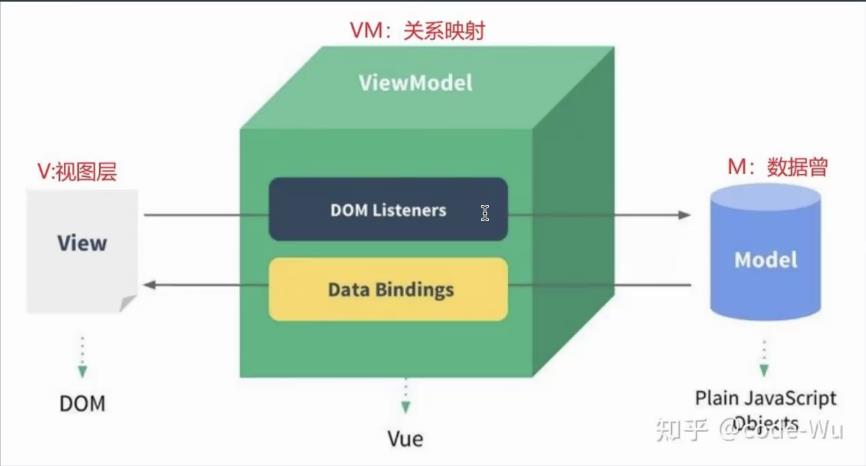 VM：关系映射
ViewModel
V:视图层
M：数据曾
DOM Listeners
View
Model
Data Bindings
DOM
Vue
Plain JavaScript
Objects
知乎 @code-Wu